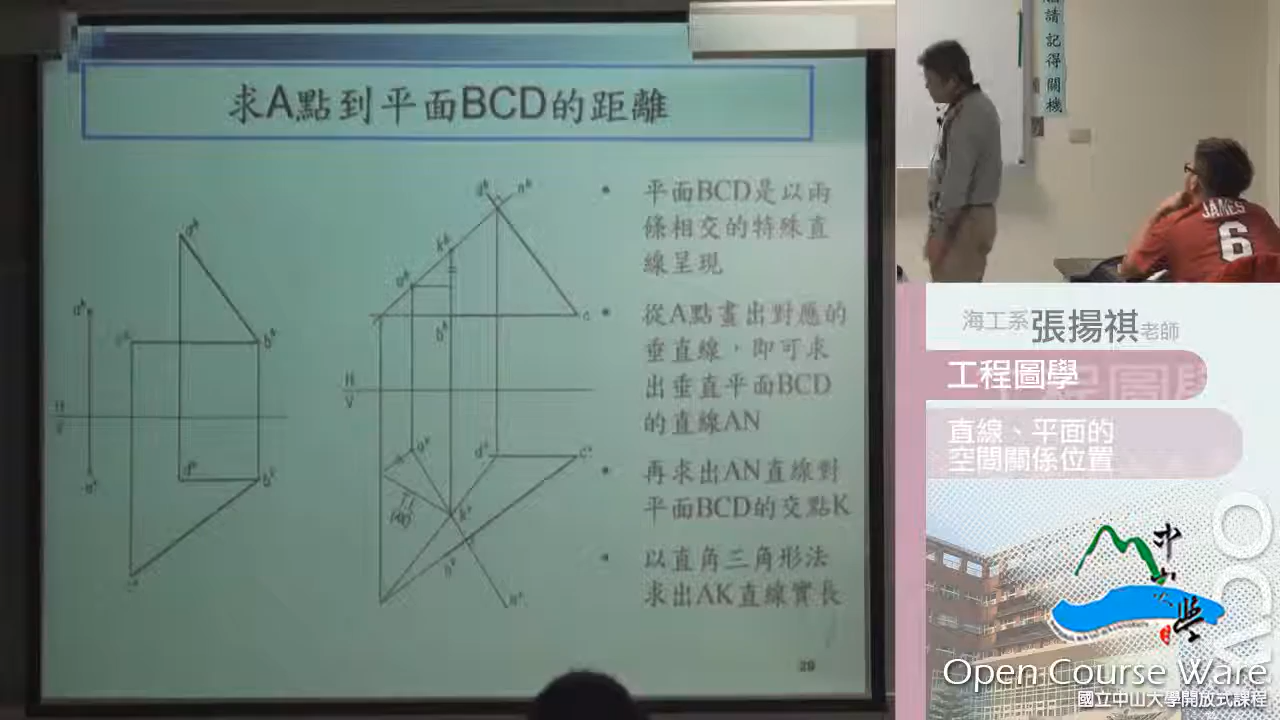 求A點到平面BCD的距離
平面BCD是以兩
條相交的特殊直
線呈現
從A點畫出對應的
垂直線，即可求
出垂直平面BCD
的直線AN
再求出AN直線對
平面BCD的交點K
以直角三角形法
求出AK直線實長
29
H
V
請記得關機
JAMES
6
海工系張揚祺老師
工程圖學
直線、平面的
空間關係位置
中山大學
OCW
Open Course Ware
國立中山大學開放式課程